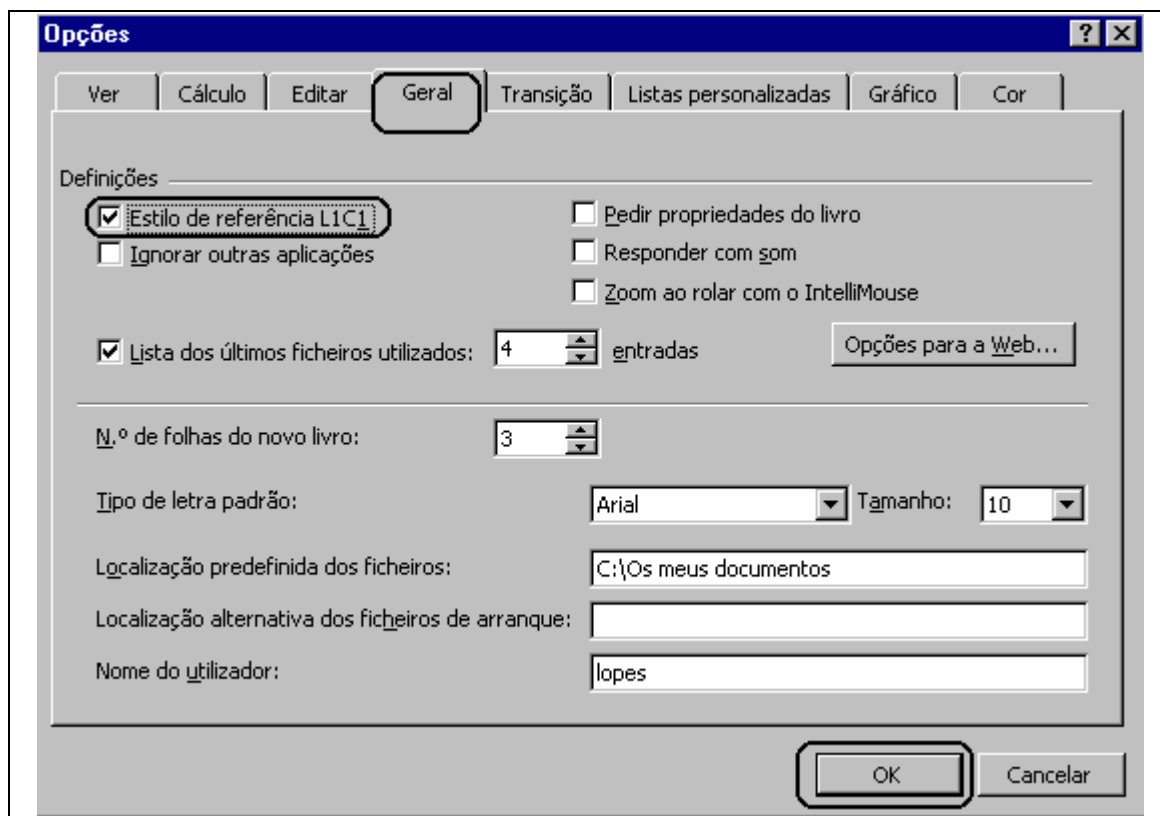 Opções
Ver Cálculo Editar Geral Transição Listas personalizadas Gráfico Cor
Definições
Estilo de referência L1C1 Pedir propriedades do livro
Ignorar outras aplicações Responder com som
Zoom ao rolar com o IntelliMouse
Lista dos últimos ficheiros utilizados: 4 entradas Opções para a Web...
N.º de folhas do novo livro: 3
Tipo de letra padrão: Arial Tamanho: 10
Localização predefinida dos ficheiros: C:\Os meus documentos
Localização alternativa dos ficheiros de arranque:
Nome do utilizador: lopes
OK Cancelar